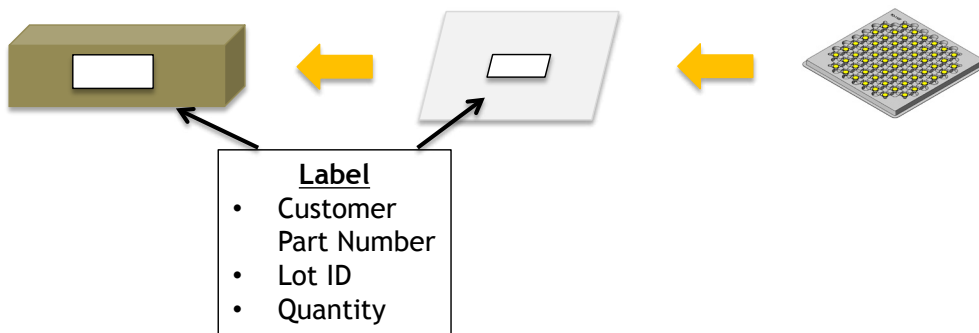 Label
• Customer
Part Number
• Lot ID
• Quantity